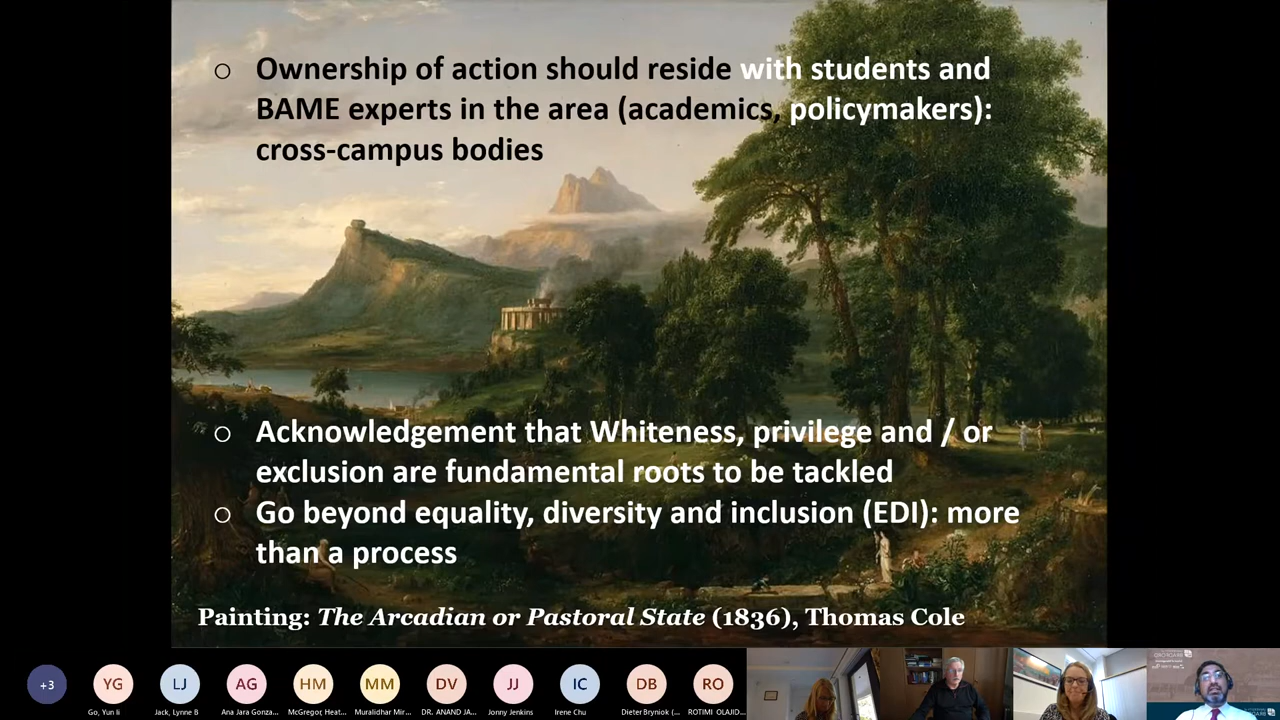 Ownership of action should reside with students and
BAME experts in the area (academics, policymakers):
cross-campus bodies
Acknowledgement that Whiteness, privilege and / or
exclusion are fundamental roots to be tackled
Go beyond equality, diversity and inclusion (EDI): more
than a process
Painting: The Arcadian or Pastoral State (1836), Thomas Cole
+3 YG LJ AG HM MM DV JJ IC DB RO
Go, Yun li Jack, Lynne B Ana Jara Gonza... McGregor, Heat... Muralidhar Mir... DR. ANAND JA... Jonny Jenkins Irene Chu Dieter Bryniok (... ROTIMI OLAJID...